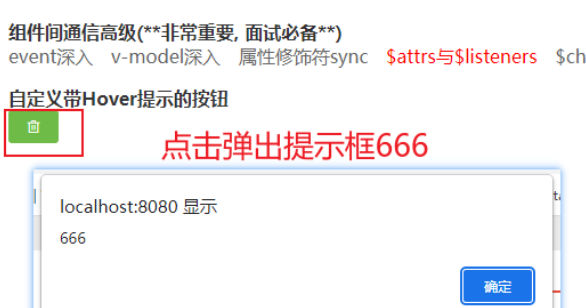 组件间通信高级(**非常重要, 面试必备**)
event深入 v-model深入 属性修饰符sync $attrs与$listeners $ch
自定义带Hover提示的按钮
点击弹出提示框666
localhost:8080 显示
666
确定